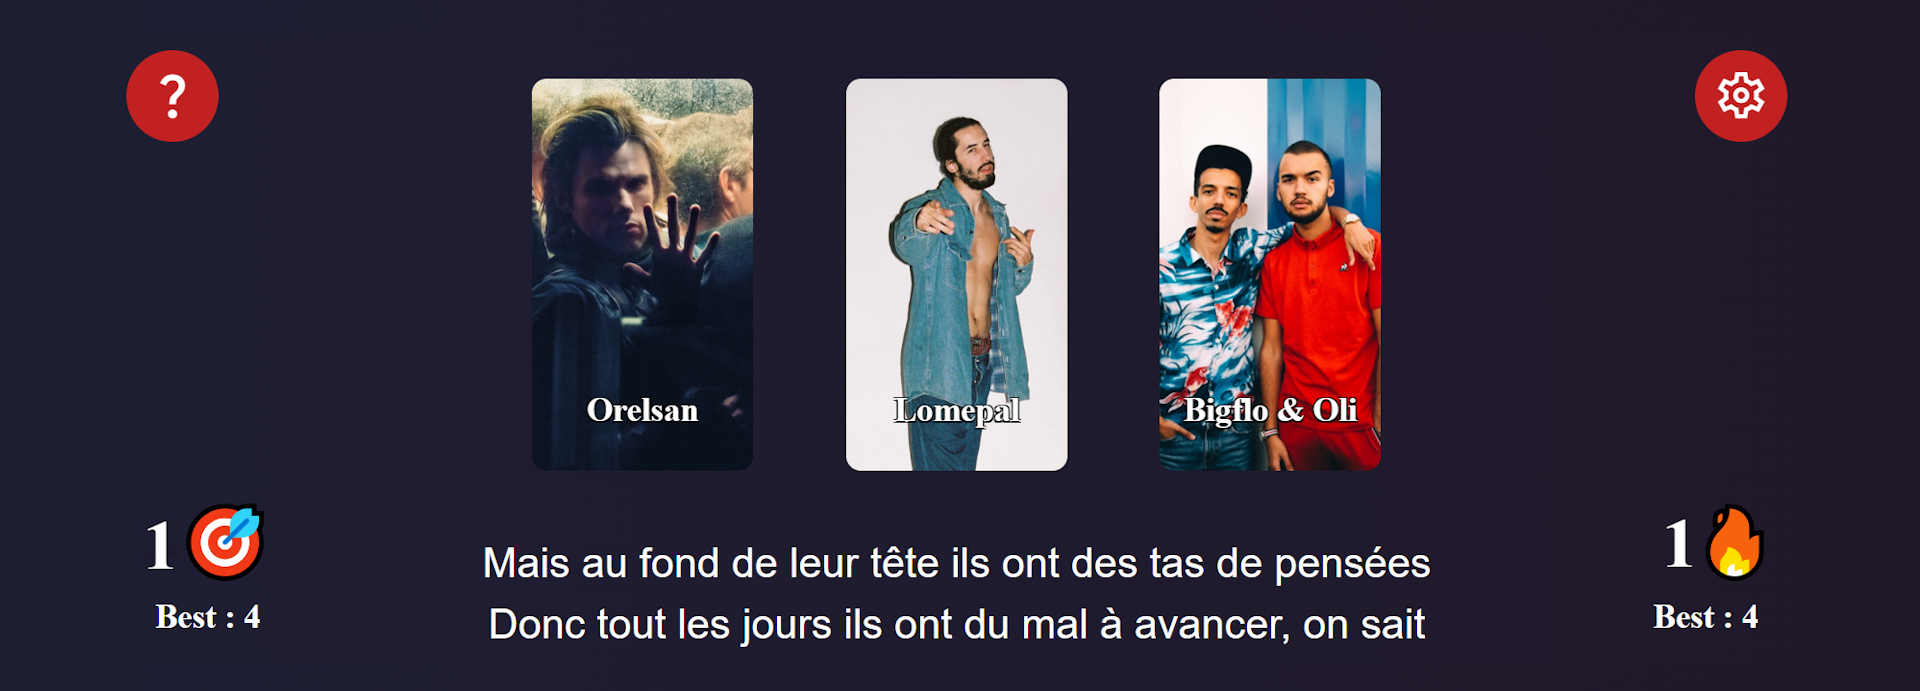 ?
Orelsan
Lomepal
Bigflo & Oli
1
1
Mais au fond de leur tête ils ont des tas de pensées
Donc tout les jours ils ont du mal à avancer, on sait
Best : 4
Best : 4